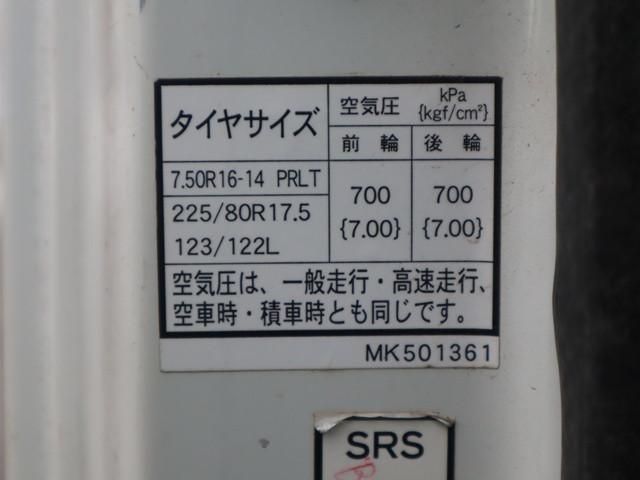 タイヤサイズ
空気圧 kPa {kgf/cm²}
前輪 後輪
7.50R16-14 PRLT
225/80R17.5
123/122L
700 {7.00}
700 {7.00}
空気圧は、一般走行・高速走行、
空車時・積車時とも同じです。
MK501361
SRS